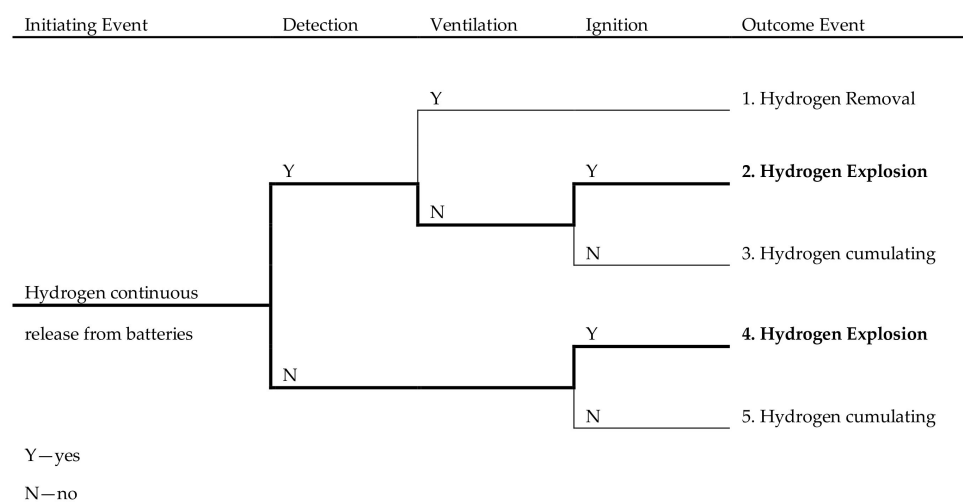 Initiating Event Detection Ventilation Ignition Outcome Event
Y 1. Hydrogen Removal
Y Y 2. Hydrogen Explosion
N
N 3. Hydrogen cumulating
Hydrogen continuous
release from batteries Y 4. Hydrogen Explosion
N
N 5. Hydrogen cumulating
Y—yes
N—no